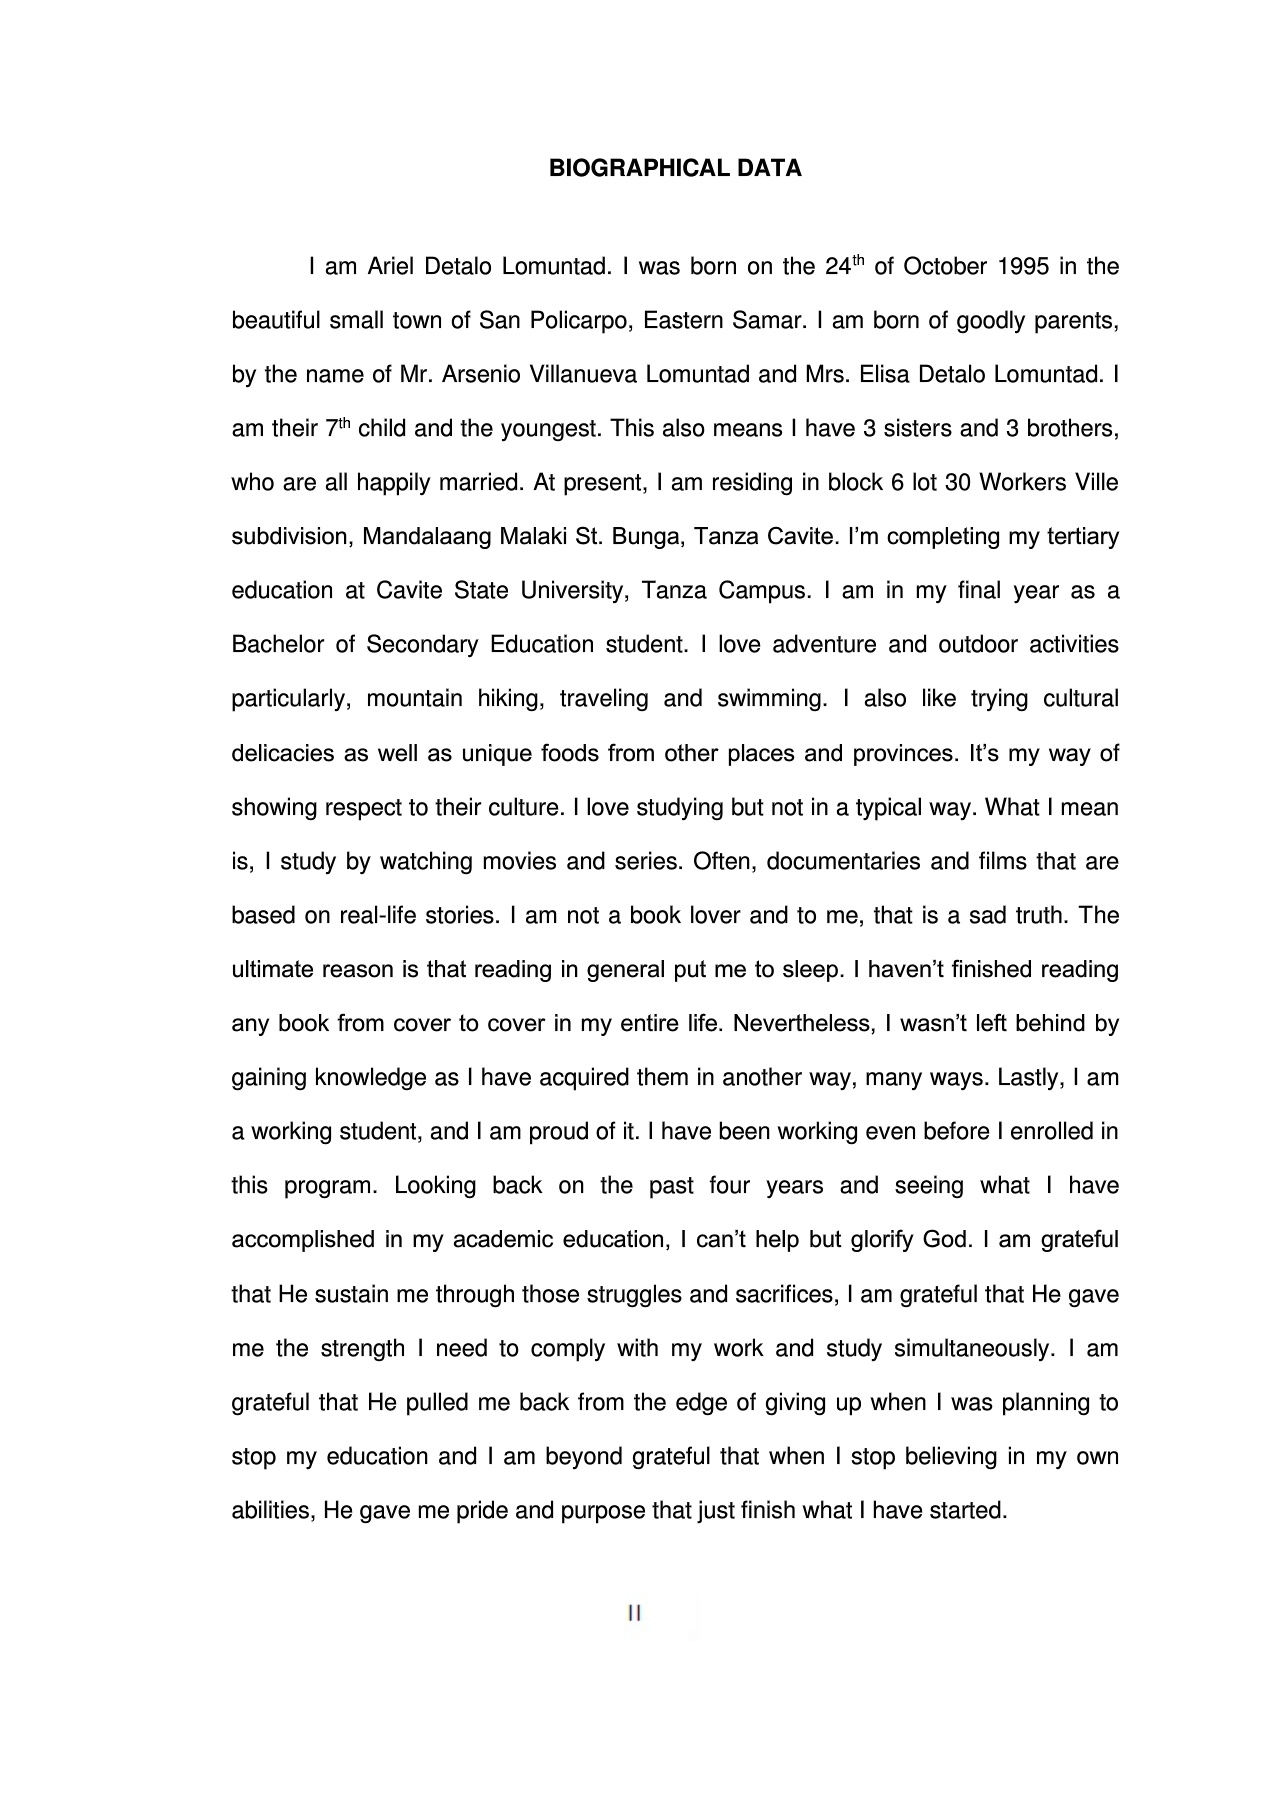 BIOGRAPHICAL DATA
I am Ariel Detalo Lomuntad. I was born on the 24th of October 1995 in the
beautiful small town of San Policarpo, Eastern Samar. I am born of goodly parents,
by the name of Mr. Arsenio Villanueva Lomuntad and Mrs. Elisa Detalo Lomuntad. I
am their 7th child and the youngest. This also means I have 3 sisters and 3 brothers,
who are all happily married. At present, I am residing in block 6 lot 30 Workers Ville
subdivision, Mandalaang Malaki St. Bunga, Tanza Cavite. I’m completing my tertiary
education at Cavite State University, Tanza Campus. I am in my final year as a
Bachelor of Secondary Education student. I love adventure and outdoor activities
particularly, mountain hiking, traveling and swimming. I also like trying cultural
delicacies as well as unique foods from other places and provinces. It’s my way of
showing respect to their culture. I love studying but not in a typical way. What I mean
is, I study by watching movies and series. Often, documentaries and films that are
based on real-life stories. I am not a book lover and to me, that is a sad truth. The
ultimate reason is that reading in general put me to sleep. I haven’t finished reading
any book from cover to cover in my entire life. Nevertheless, I wasn’t left behind by
gaining knowledge as I have acquired them in another way, many ways. Lastly, I am
a working student, and I am proud of it. I have been working even before I enrolled in
this program. Looking back on the past four years and seeing what I have
accomplished in my academic education, I can’t help but glorify God. I am grateful
that He sustain me through those struggles and sacrifices, I am grateful that He gave
me the strength I need to comply with my work and study simultaneously. I am
grateful that He pulled me back from the edge of giving up when I was planning to
stop my education and I am beyond grateful that when I stop believing in my own
abilities, He gave me pride and purpose that just finish what I have started.
II